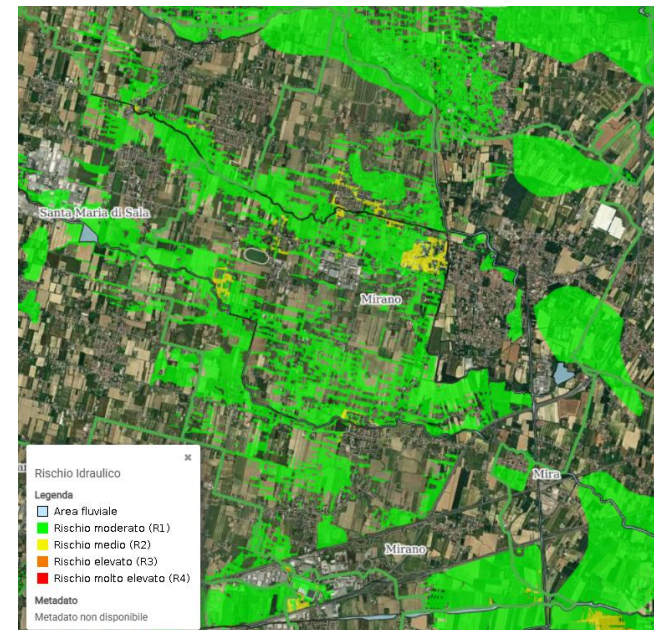 Santa Maria di Sala
Mirano
Mira
Mirano
×
Rischio Idraulico
Legenda
Area fluviale
Rischio moderato (R1)
Rischio medio (R2)
Rischio elevato (R3)
Rischio molto elevato (R4)
Metadato
Metadato non disponibile